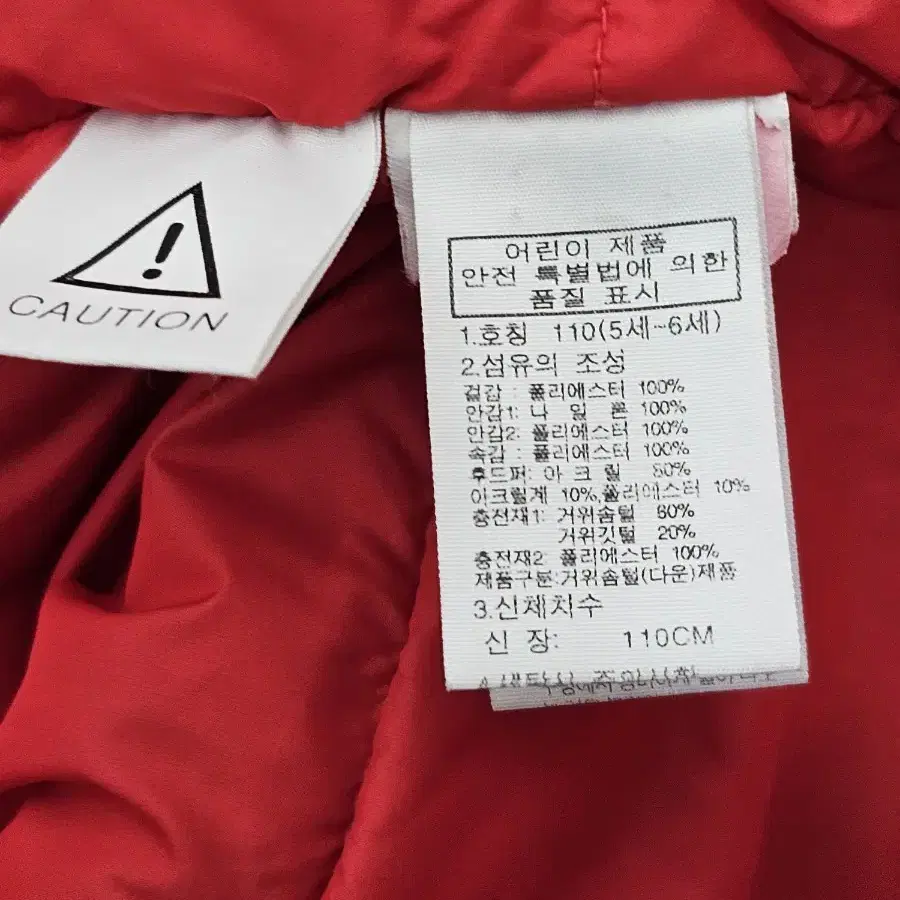 CAUTION
어린이 제품
안전 특별법에 의한
품질 표시
1.호칭 110(5세~6세)
2.섬유의 조성
겉감 : 폴리에스터 100%
안감1: 나 일 론 100%
안감2: 폴리에스터 100%
속감 : 폴리에스터 100%
후드퍼: 아 크 릴 80%
아크릴계 10%,폴리에스터 10%
충전재1: 거위솜털 80%
거위깃털 20%
충전재2: 폴리에스터 100%
제품구분:거위솜털(다운)제품
3.신체치수
신 장: 110CM